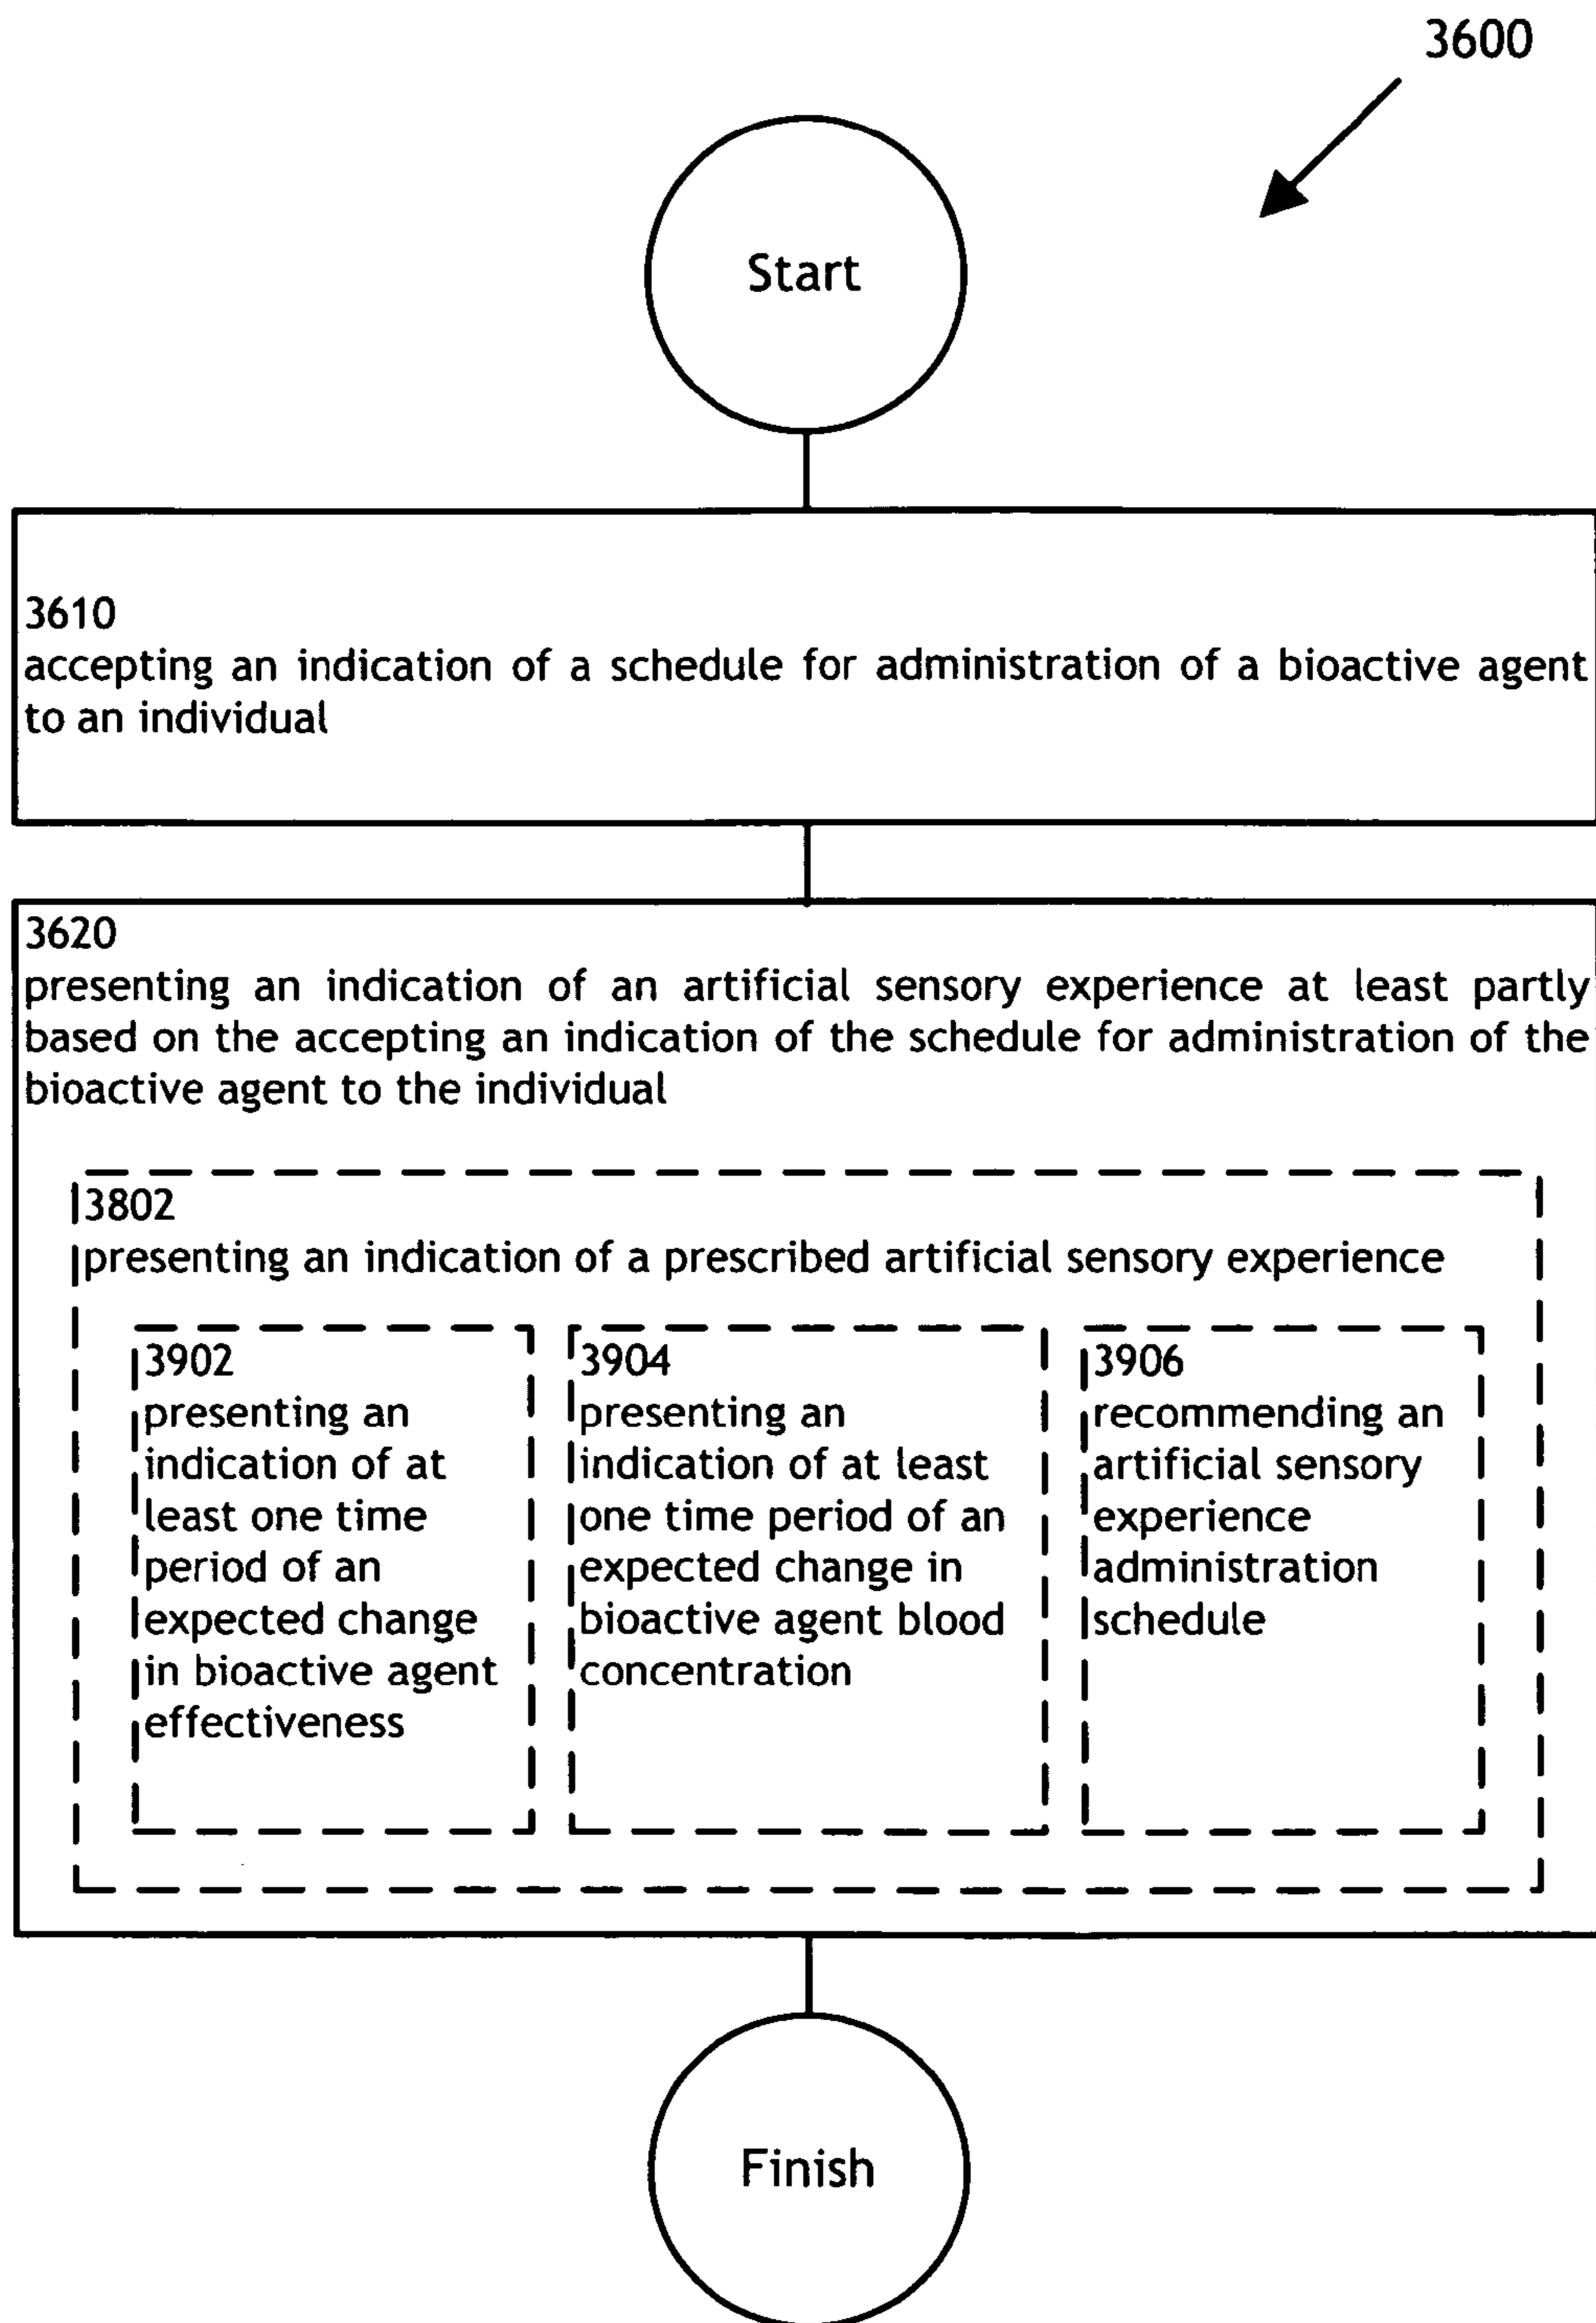 3600
Start
3610
accepting an indication of a schedule for administration of a bioactive agent
to an individual
3620
presenting an indication of an artificial sensory experience at least partly
based on the accepting an indication of the schedule for administration of the
bioactive agent to the individual
3802
presenting an indication of a prescribed artificial sensory experience
3902
presenting an
indication of at
least one time
period of an
expected change
in bioactive agent
effectiveness
3904
presenting an
indication of at least
one time period of an
expected change in
bioactive agent blood
concentration
3906
recommending an
artificial sensory
experience
administration
schedule
Finish